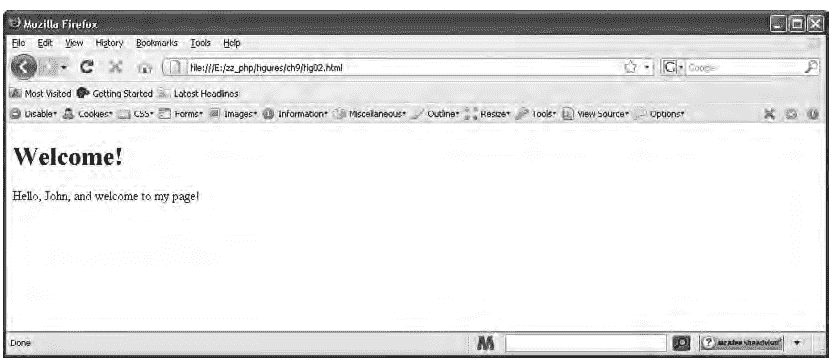 Mozilla Firefox
File Edit View History Bookmarks Tools Help
file:///E:/zz_php/figures/ch9/fig02.html
G Google
Most Visited Getting Started Latest Headlines
Disable Cookies CSS Forms Images Information Miscellaneous Outline Resize Tools View Source Options
Welcome!
Hello, John, and welcome to my page!
Done
M
McAfee SiteAdvisor